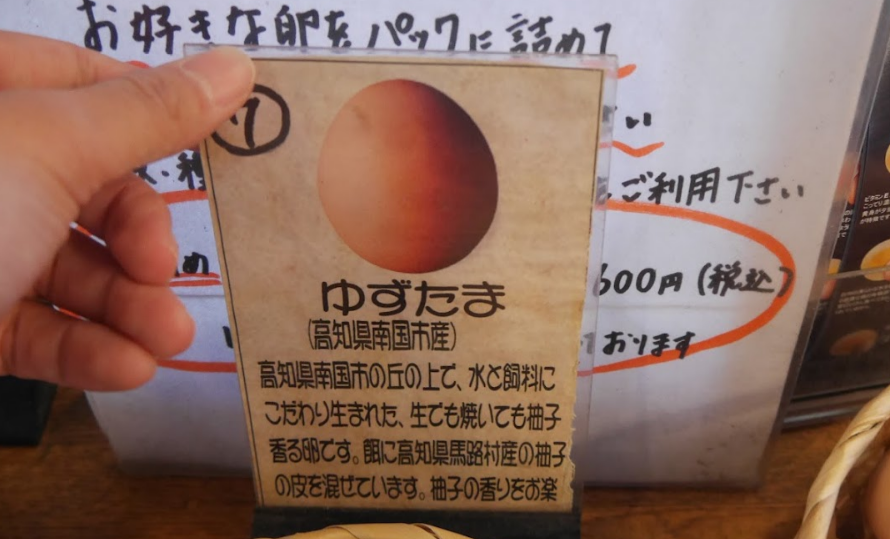 お好きな卵をパックに詰めて
7
い
ご利用下さい
ゆずたま
(高知県南国市産)
600円(税込)
おります
高知県南国市の丘の上で、水と飼料に
こだわり生まれた、生でも焼いても柚子
香る卵です。餌に高知県馬路村産の柚子
の皮を混ぜています。柚子の香りをお楽